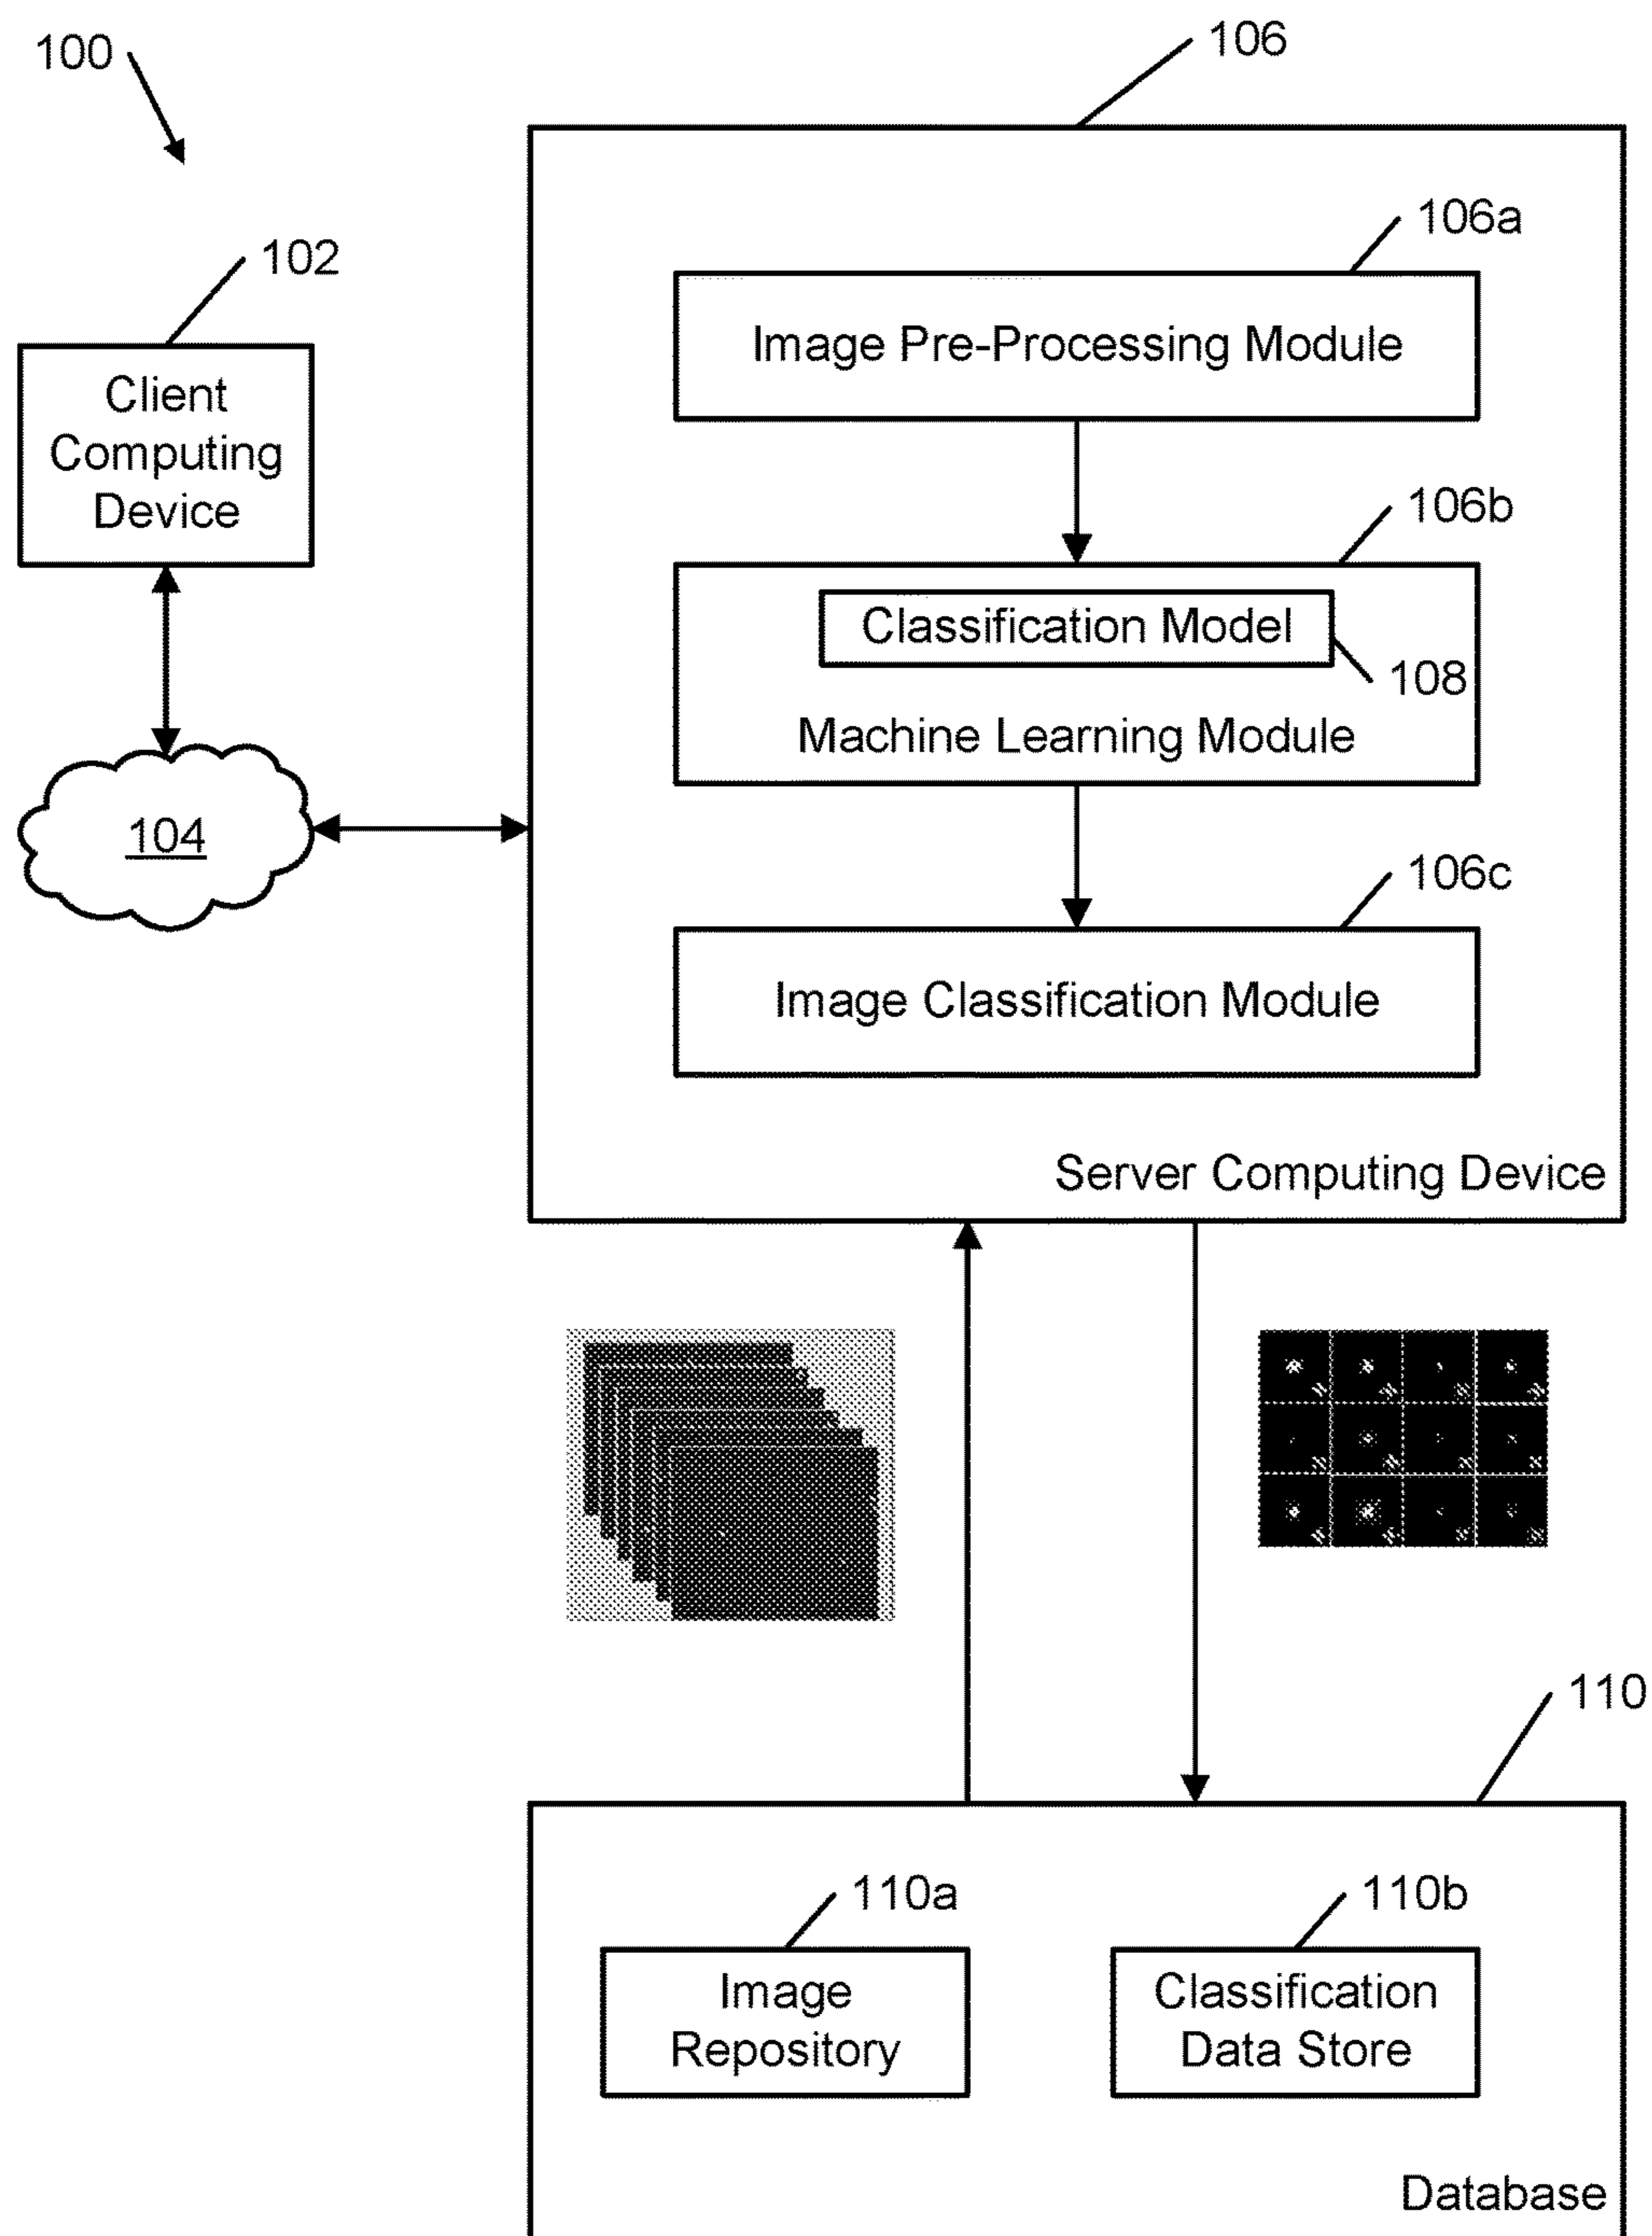 100
106
106a
102
Image Pre-Processing Module
Client
Computing
Device
106b
Classification Model
108
Machine Learning Module
104
106c
Image Classification Module
Server Computing Device
110
110a
110b
Image
Repository
Classification
Data Store
Database